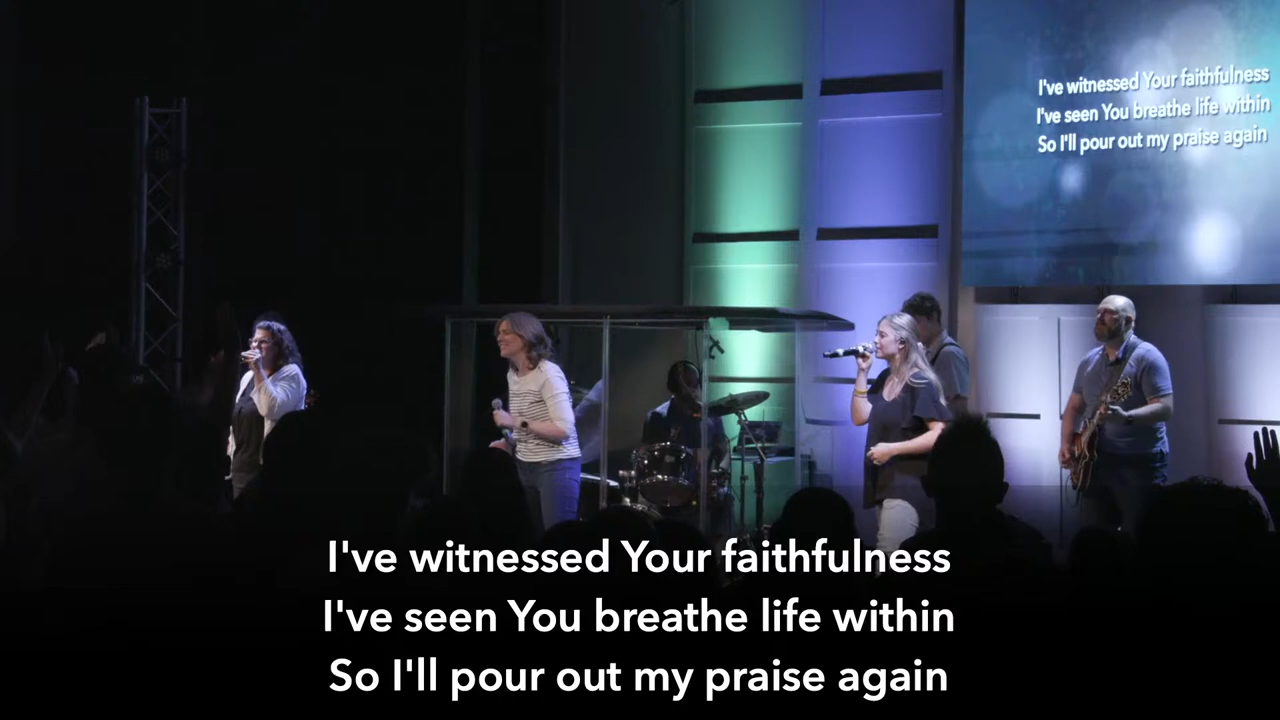 I've witnessed Your faithfulness
I've seen You breathe life within
So I'll pour out my praise again
I've witnessed Your faithfulness
I've seen You breathe life within
So I'll pour out my praise again